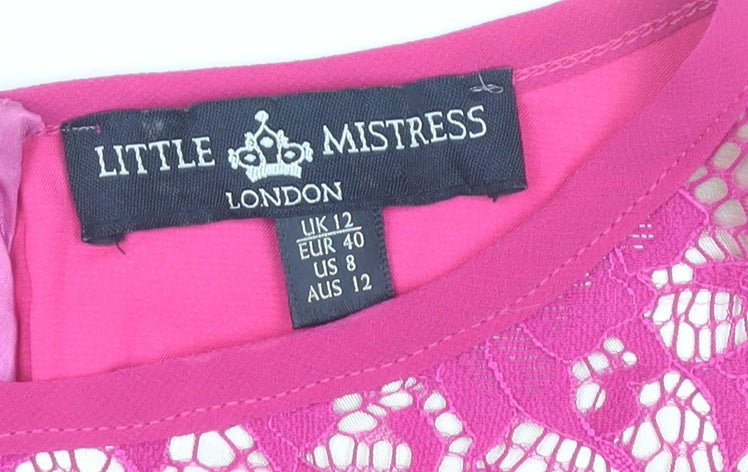 LITTLE MISTRESS
LONDON
UK 12
EUR 40
US 8
AUS 12